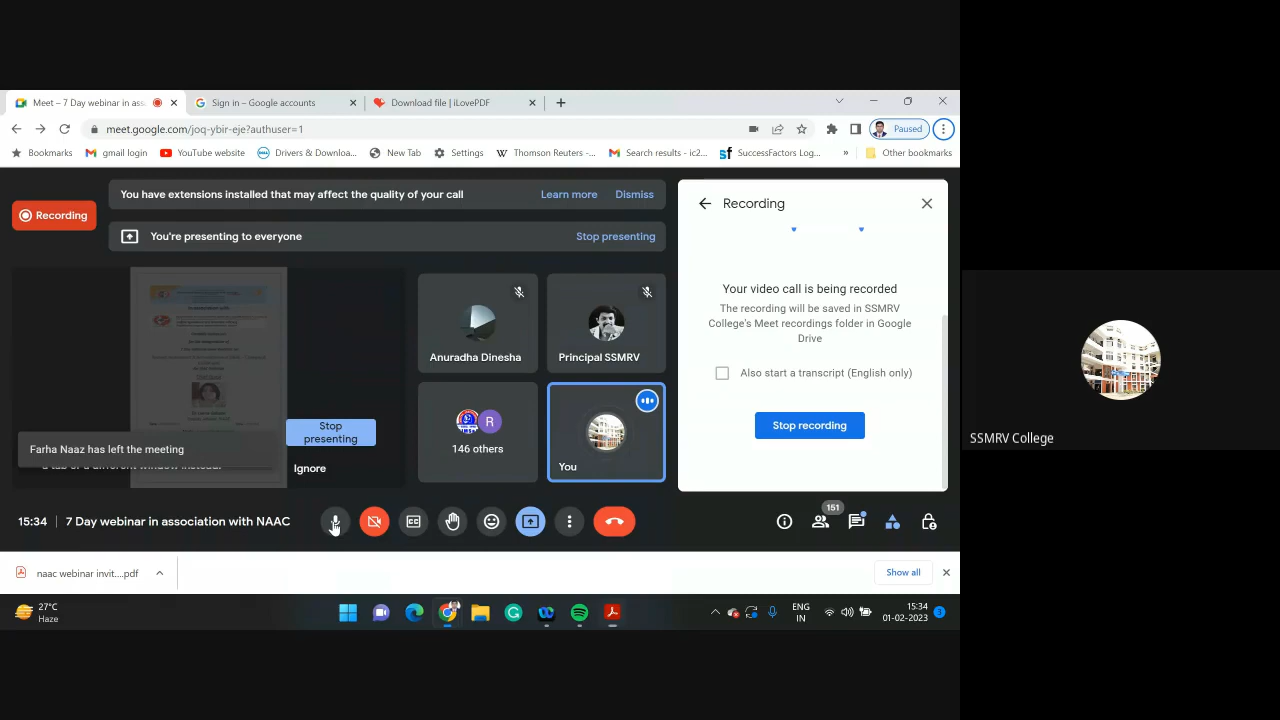 Meet – 7 Day webinar in ass
Sign in – Google accounts
Download file | iLovePDF
meet.google.com/joq-ybir-eje?authuser=1
Paused
Bookmarks
gmail login
YouTube website
Drivers & Downloa...
New Tab
Settings
Thomson Reuters -...
Search results - ic2...
SuccessFactors Log...
»
Other bookmarks
Recording
You have extensions installed that may affect the quality of your call
Learn more
Dismiss
You're presenting to everyone
Stop presenting
Recording
Your video call is being recorded
The recording will be saved in SSMRV
College's Meet recordings folder in Google
Drive
Also start a transcript (English only)
Stop recording
Anuradha Dinesha
Principal SSMRV
R
146 others
You
Stop
presenting
Ignore
Farha Naaz has left the meeting
15:34
7 Day webinar in association with NAAC
151
naac webinar invit....pdf
Show all
27°C
Haze
ENG
IN
15:34
01-02-2023
3
SSMRV College